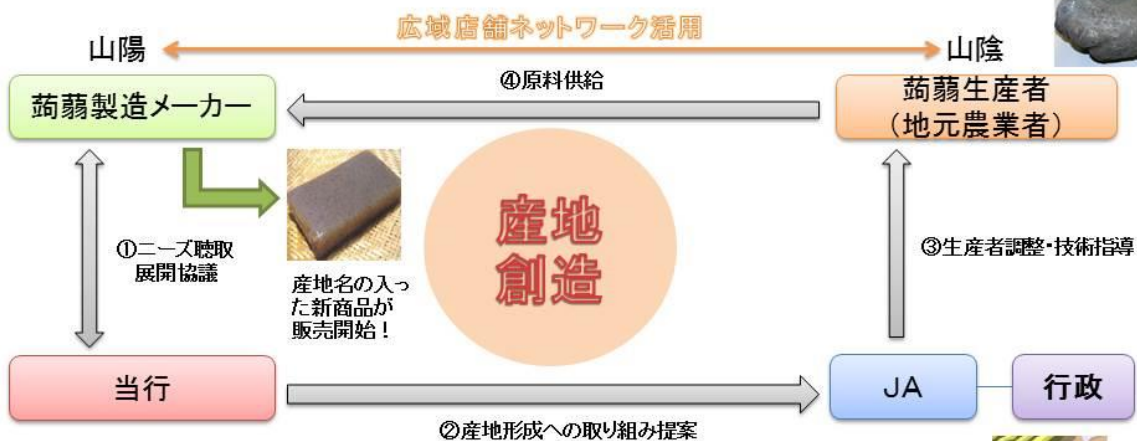 広域店舗ネットワーク活用
山陽
山陰
④原料供給
蒟蒻製造メーカー
蒟蒻生産者
（地元農業者）
産地
創造
①ニーズ聴取
展開協議
産地名の入っ
た新商品が
販売開始！
③生産者調整・技術指導
当行
JA
行政
②産地形成への取り組み提案